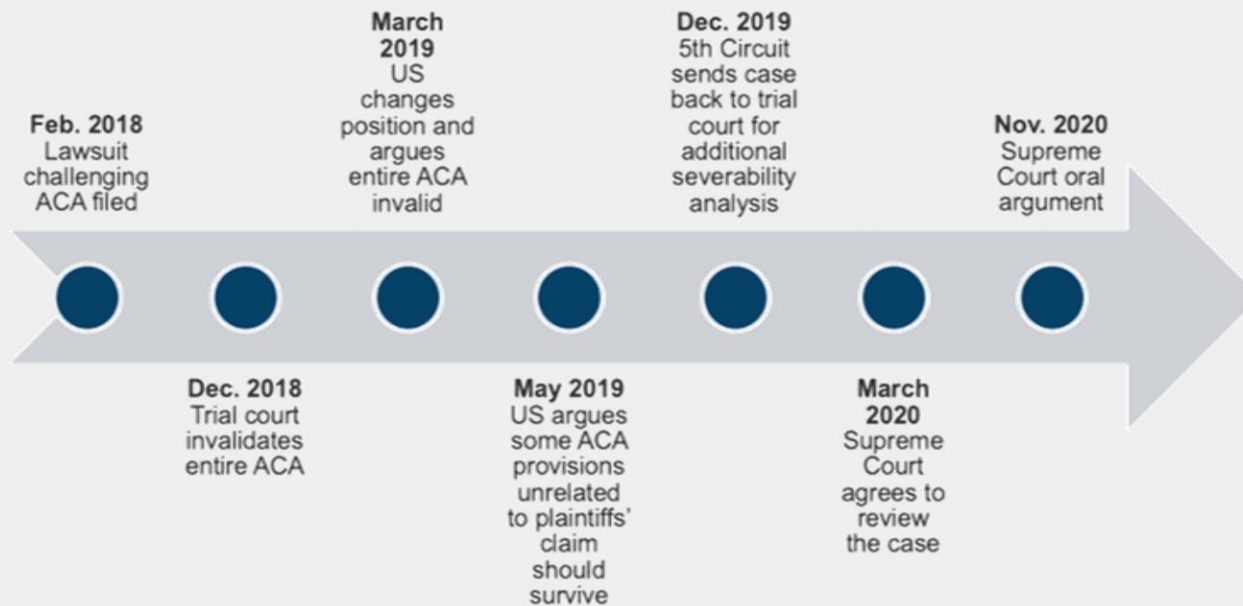 Feb. 2018
Lawsuit
challenging
ACA filed
Dec. 2018
Trial court
invalidates
entire ACA
March
2019
US
changes
position and
argues
entire ACA
invalid
May 2019
US argues
some ACA
provisions
unrelated
to plaintiffs’
claim
should
survive
Dec. 2019
5th Circuit
sends case
back to trial
court for
additional
severability
analysis
March
2020
Supreme
Court
agrees to
review
the case
Nov. 2020
Supreme
Court oral
argument